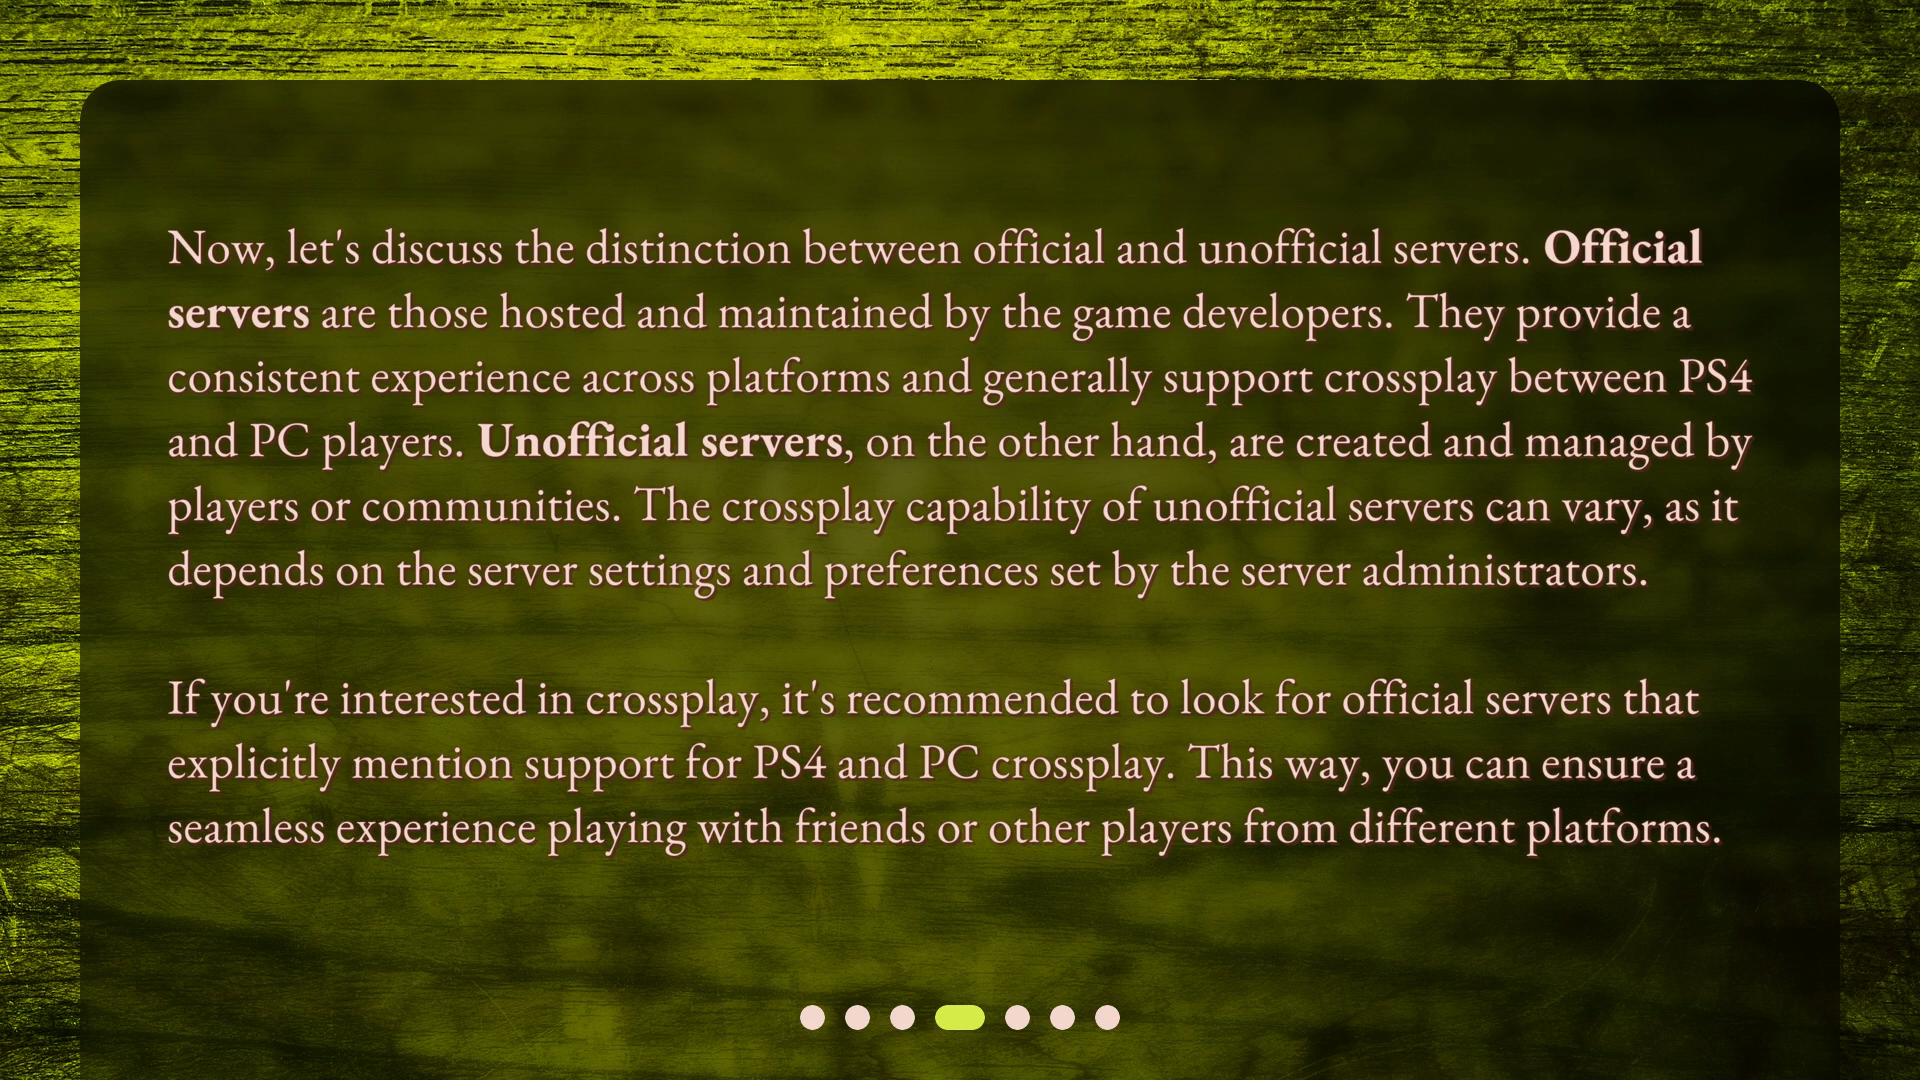 Now, let's discuss the distinction between official and unofficial servers. Official
servers are those hosted and maintained by the game developers. They provide a
consistent experience across platforms and generally support crossplay between PS4
and PC players. Unofficial servers, on the other hand, are created and managed by
players or communities. The crossplay capability of unofficial servers can vary, as it
depends on the server settings and preferences set by the server administrators.
If you're interested in crossplay, it's recommended to look for official servers that
explicitly mention support for PS4 and PC crossplay. This way, you can ensure a
seamless experience playing with friends or other players from different platforms.